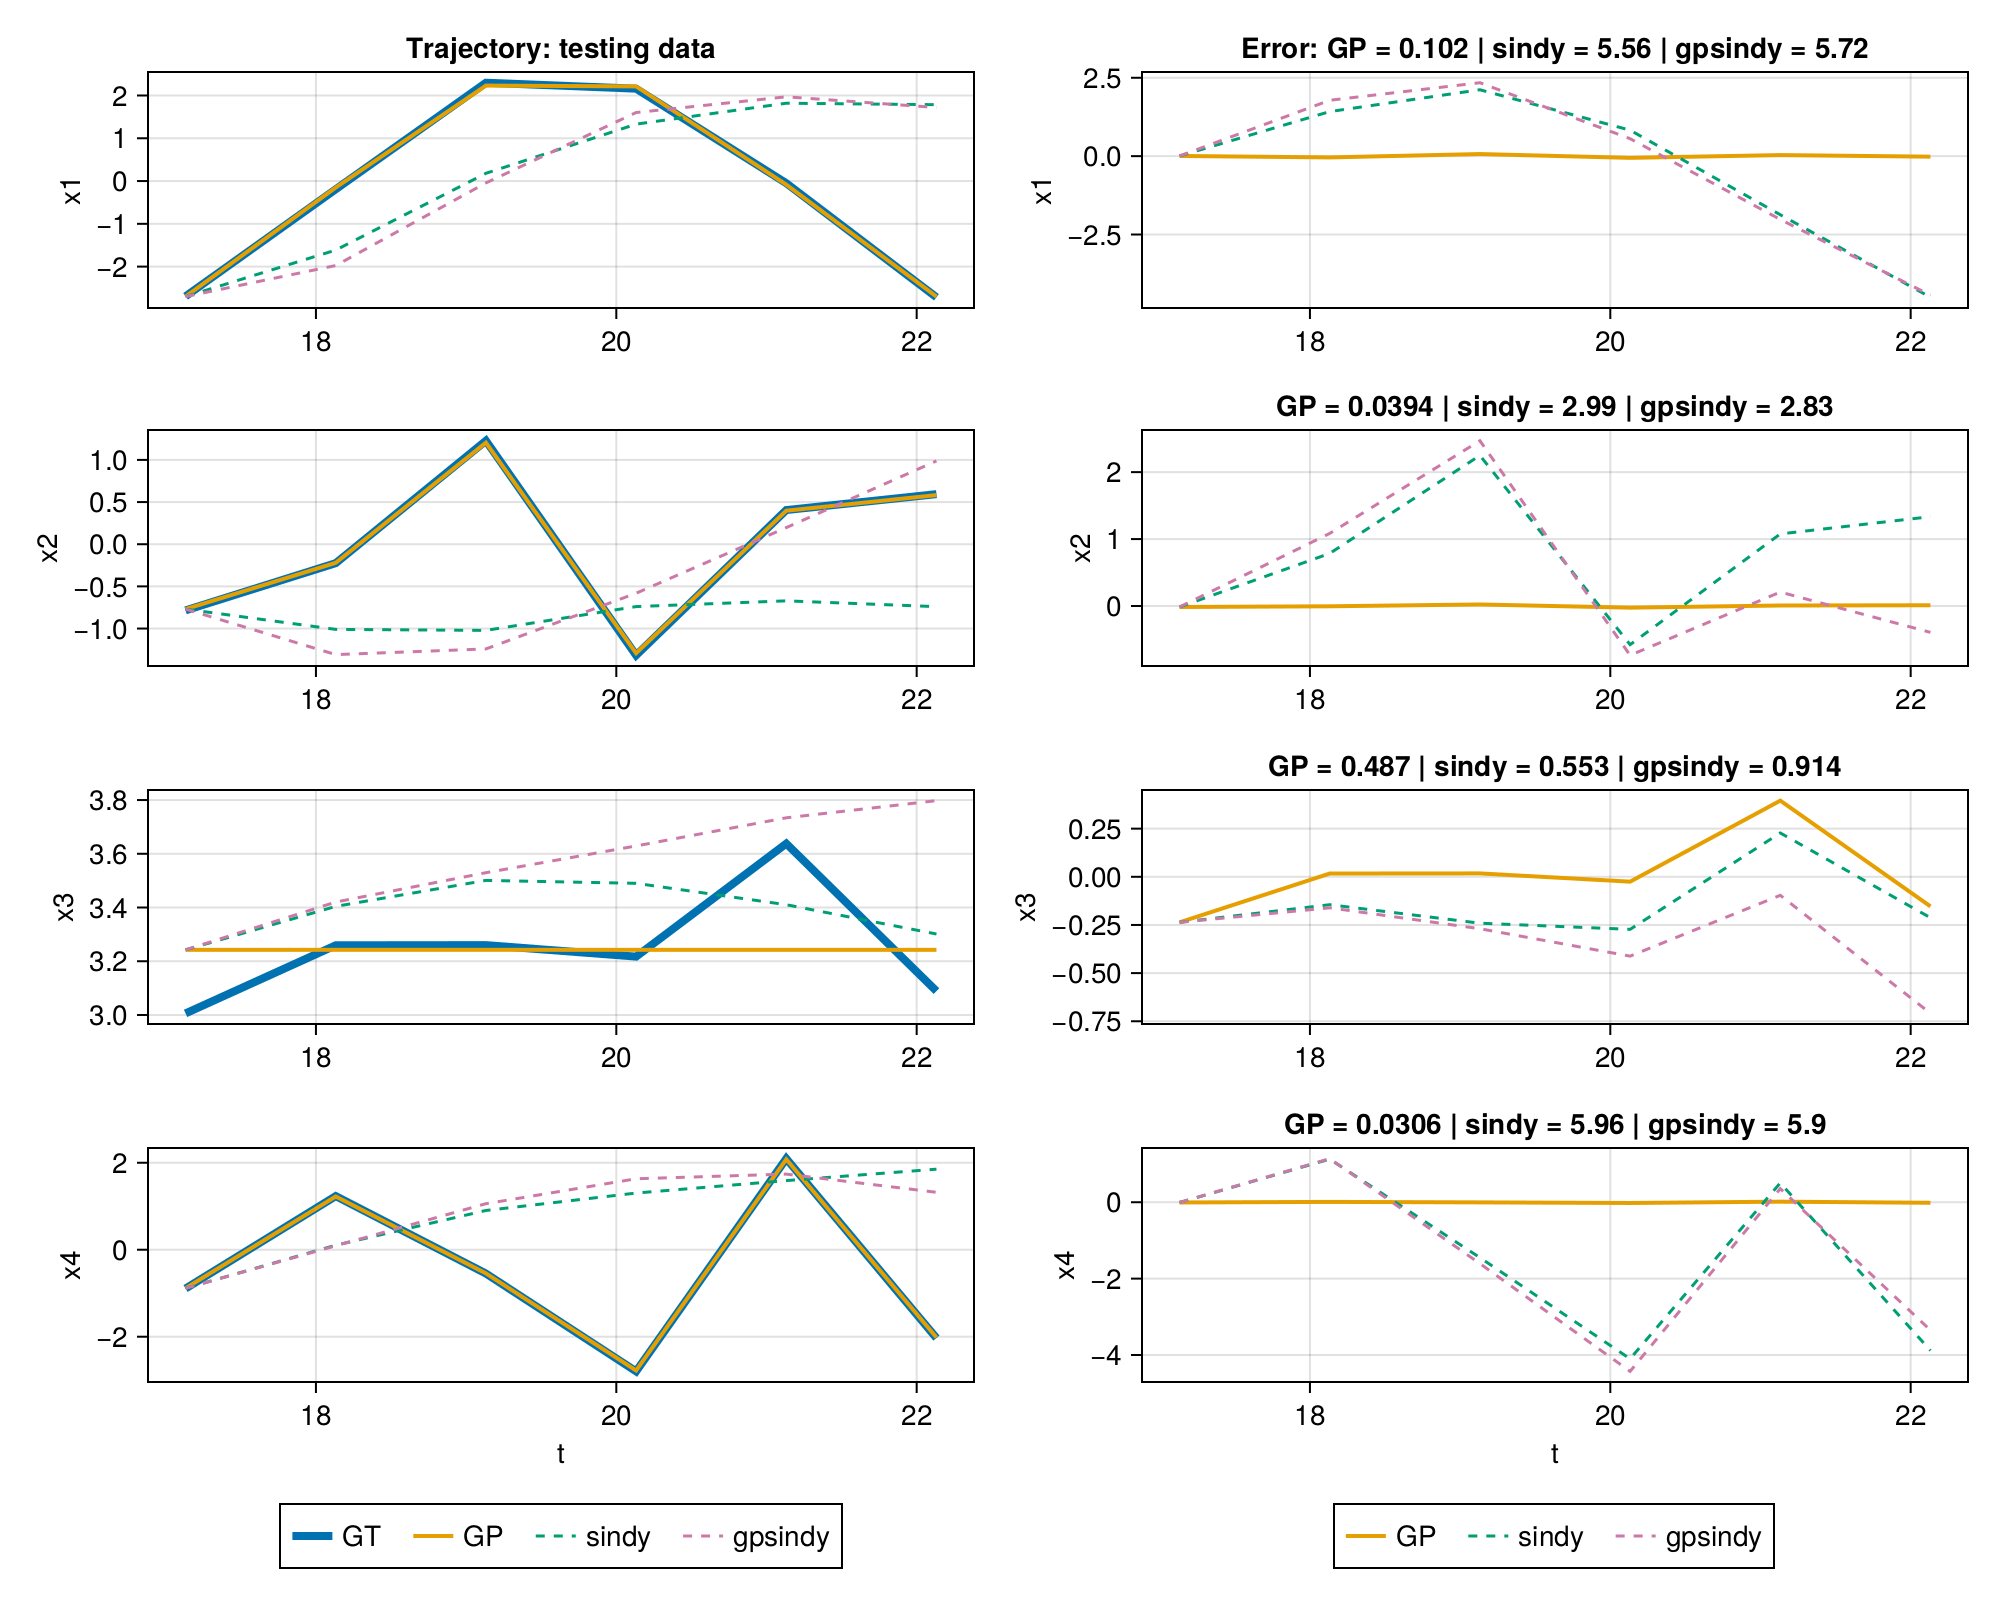 Trajectory: testing data
x1
2
1
0
−1
−2
18 20 22
Error: GP = 0.102 | sindy = 5.56 | gpsindy = 5.72
x1
2.5
0.0
−2.5
18 20 22
x2
1.0
0.5
0.0
−0.5
−1.0
18 20 22
GP = 0.0394 | sindy = 2.99 | gpsindy = 2.83
x2
2
1
0
18 20 22
x3
3.8
3.6
3.4
3.2
3.0
18 20 22
GP = 0.487 | sindy = 0.553 | gpsindy = 0.914
x3
0.25
0.00
−0.25
−0.50
−0.75
18 20 22
x4
2
0
−2
18 20 22
t
GP = 0.0306 | sindy = 5.96 | gpsindy = 5.9
x4
0
−2
−4
18 20 22
t
GT GP sindy gpsindy
GP sindy gpsindy